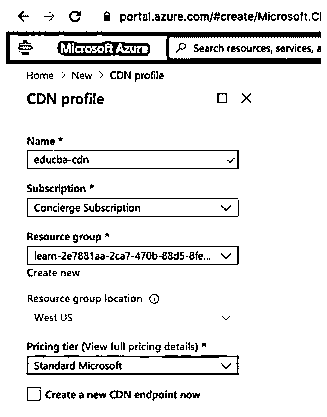 portal.azure.com/#create/Microsoft.Cl
Microsoft Azure
Search resources, services, a
Home > New > CDN profile
CDN profile
Name *
educba-cdn
Subscription *
Concierge Subscription
Resource group *
learn-2e7881aa-2ca7-470b-88d5-8fe...
Create new
Resource group location
West US
Pricing tier (View full pricing details) *
Standard Microsoft
Create a new CDN endpoint now